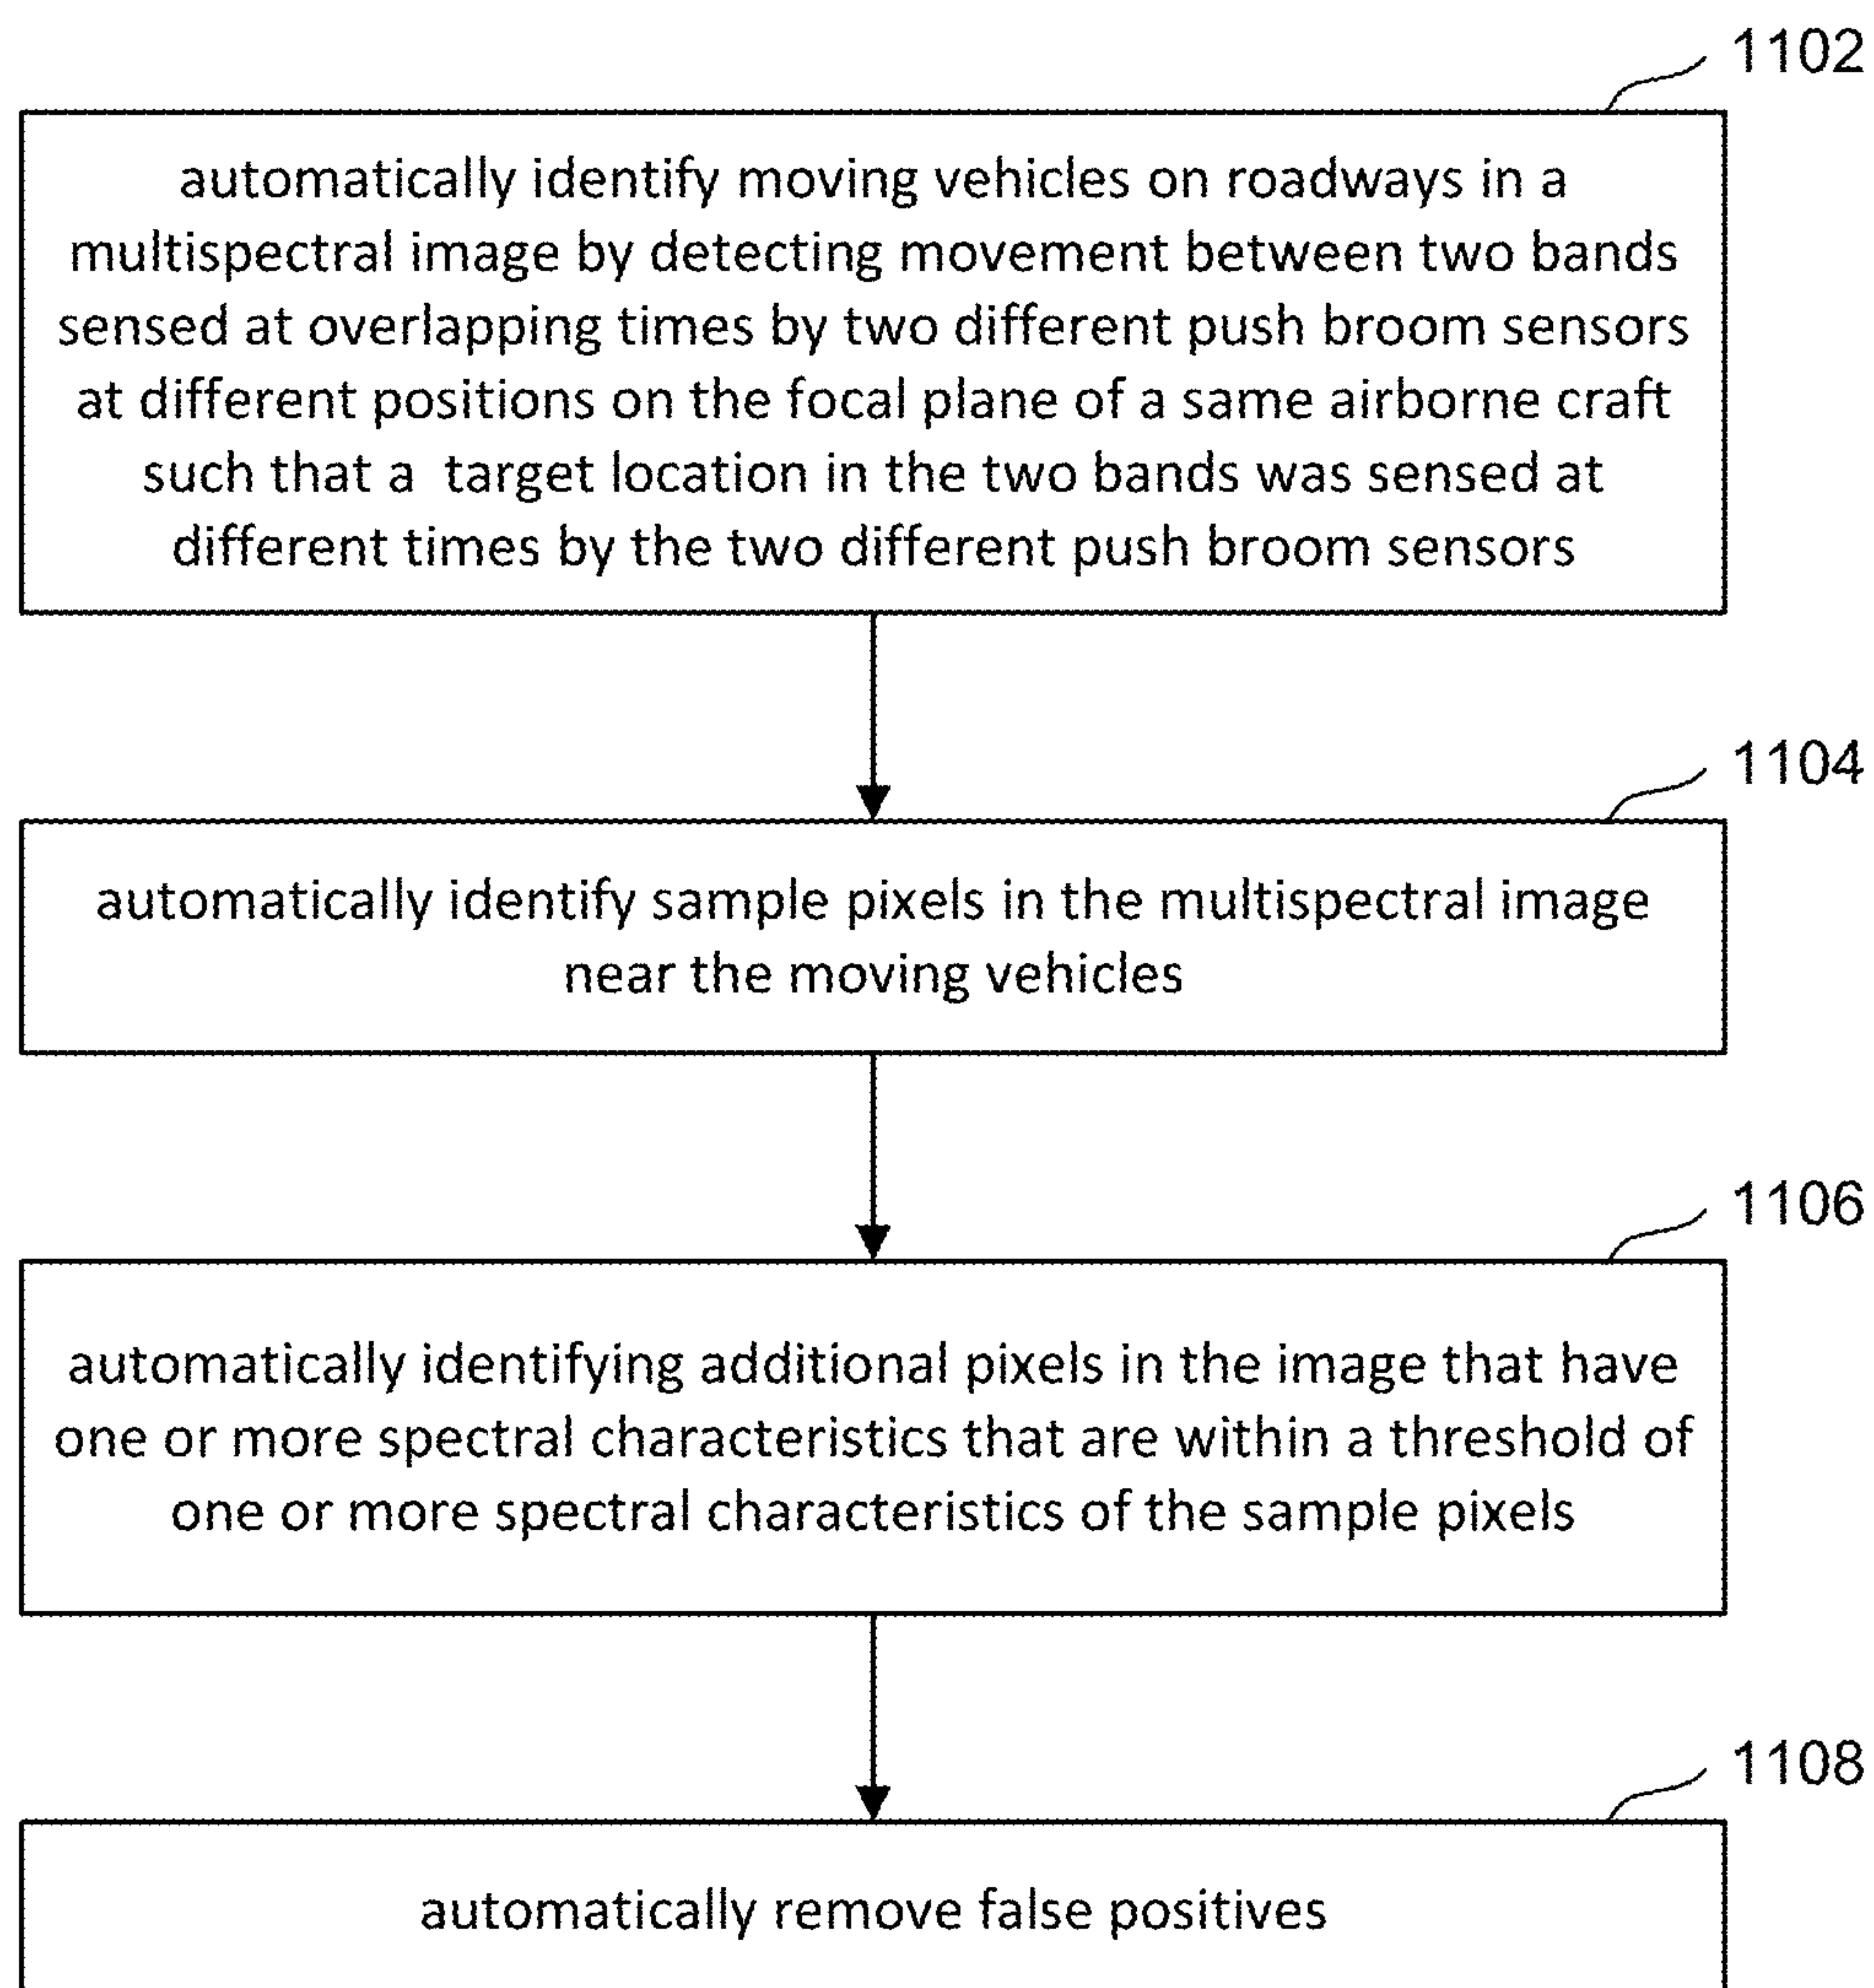 1102
automatically identify moving vehicles on roadways in a
multispectral image by detecting movement between two bands
sensed at overlapping times by two different push broom sensors
at different positions on the focal plane of a same airborne craft
such that a target location in the two bands was sensed at
different times by the two different push broom sensors
1104
automatically identify sample pixels in the multispectral image
near the moving vehicles
1106
automatically identifying additional pixels in the image that have
one or more spectral characteristics that are within a threshold of
one or more spectral characteristics of the sample pixels
1108
automatically remove false positives